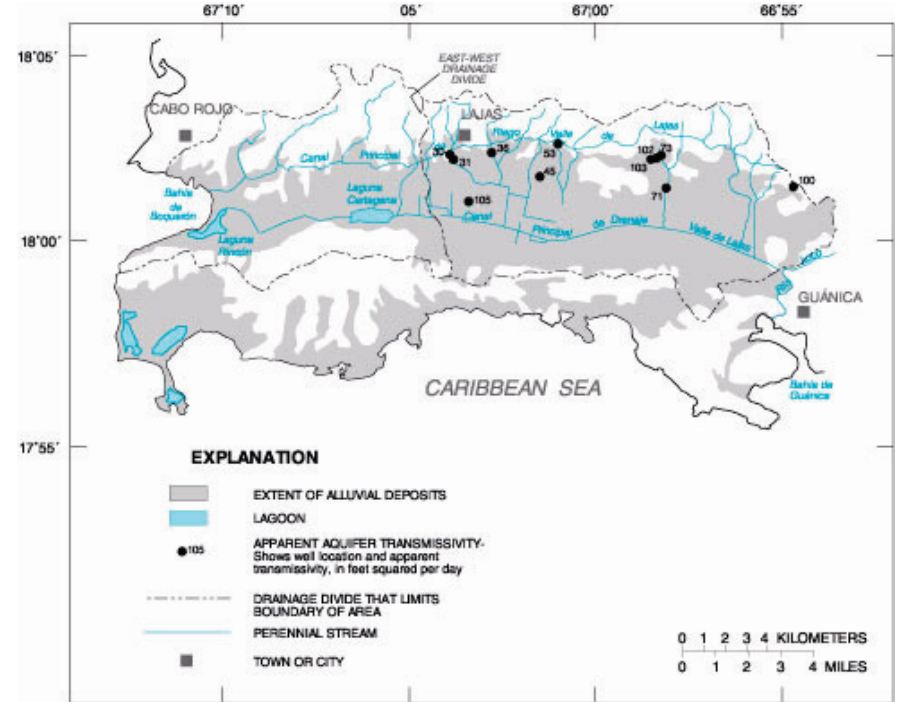 67°10´ 05´ 67°00´ 66°55´
18°05´
EAST-WEST
DRAINAGE
DIVIDE
CABO ROJO
LAJAS
de Riego Valle de Lajas
Canal Principal
30
31
36
53
45
102
73
103
71
100
105
Bahía
de
Boquerón
Laguna
Cartagena
Canal Principal de Drenaje Valle de Lajas
18°00´
Laguna
Rincón
Río Loco
GUÁNICA
CARIBBEAN SEA
Bahía de
Guánica
17°55´
EXPLANATION
EXTENT OF ALLUVIAL DEPOSITS
LAGOON
105
APPARENT AQUIFER TRANSMISSIVITY-
Shows well location and apparent
transmissivity, in feet squared per day
DRAINAGE DIVIDE THAT LIMITS
BOUNDARY OF AREA
PERENNIAL STREAM
TOWN OR CITY
0 1 2 3 4 KILOMETERS
0 1 2 3 4 MILES